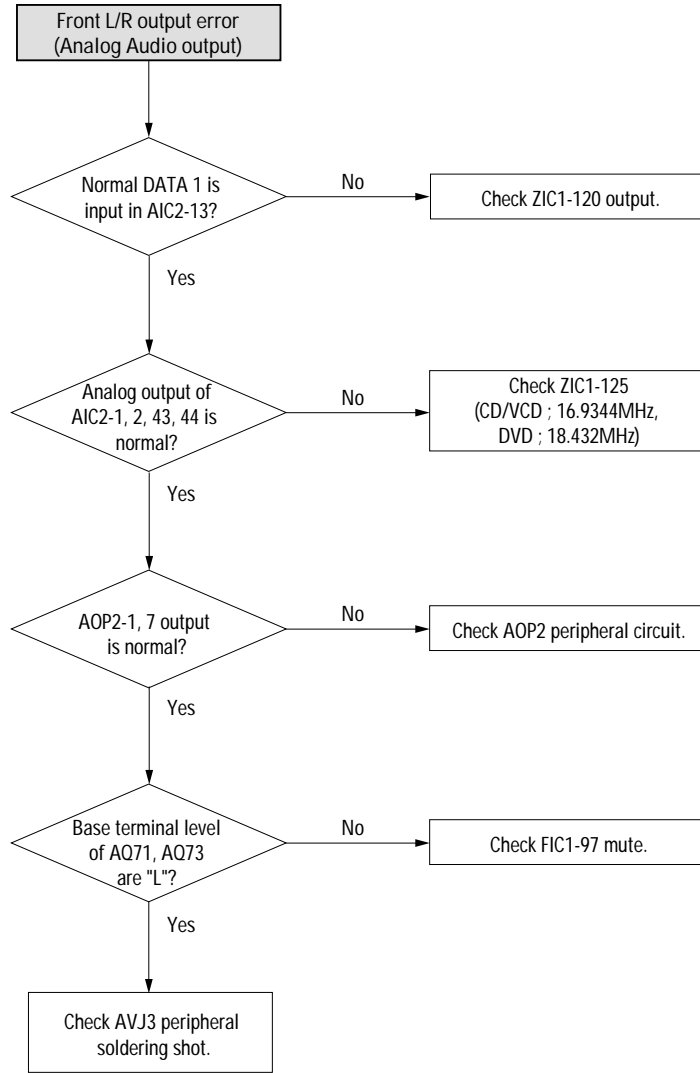 Front L/R output error
(Analog Audio output)
Normal DATA 1 is
input in AIC2-13?
No
Check ZIC1-120 output.
Yes
Analog output of
AIC2-1, 2, 43, 44 is
normal?
No
Check ZIC1-125
(CD/VCD ; 16.9344MHz,
DVD ; 18.432MHz)
Yes
AOP2-1, 7 output
is normal?
No
Check AOP2 peripheral circuit.
Yes
Base terminal level
of AQ71, AQ73
are "L"?
No
Check FIC1-97 mute.
Yes
Check AVJ3 peripheral
soldering shot.